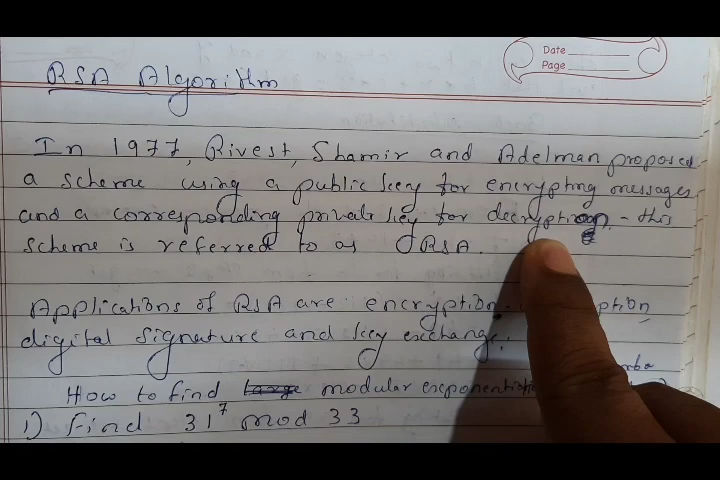 Date
Page
RSA Algorithm
In 1977, Rivest, Shamir and Adelman proposed
a scheme using a public key for encrypting messages
and a corresponding private key for decryption - this
scheme is referred to as RSA.
Applications of RSA are encryption
digital signature and key exchange.
How to find modular exponentiation
1) Find 31⁷ mod 33